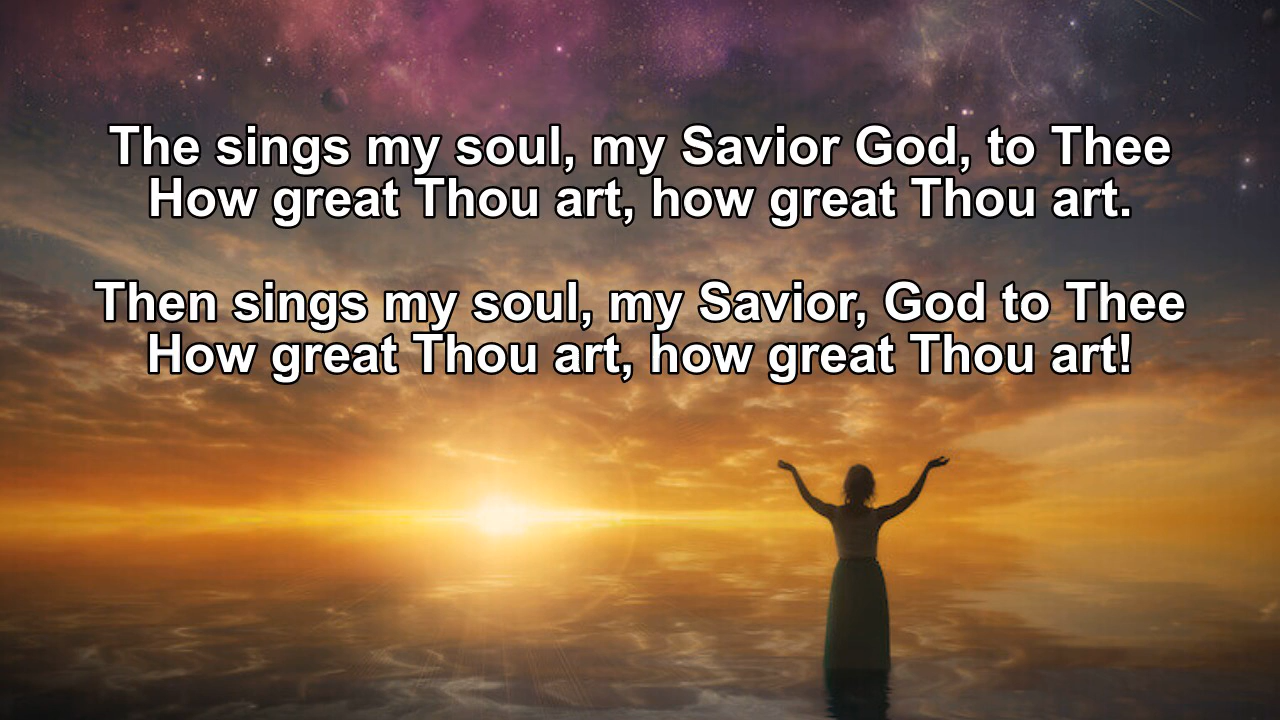 The sings my soul, my Savior God, to Thee
How great Thou art, how great Thou art.
Then sings my soul, my Savior, God to Thee
How great Thou art, how great Thou art!